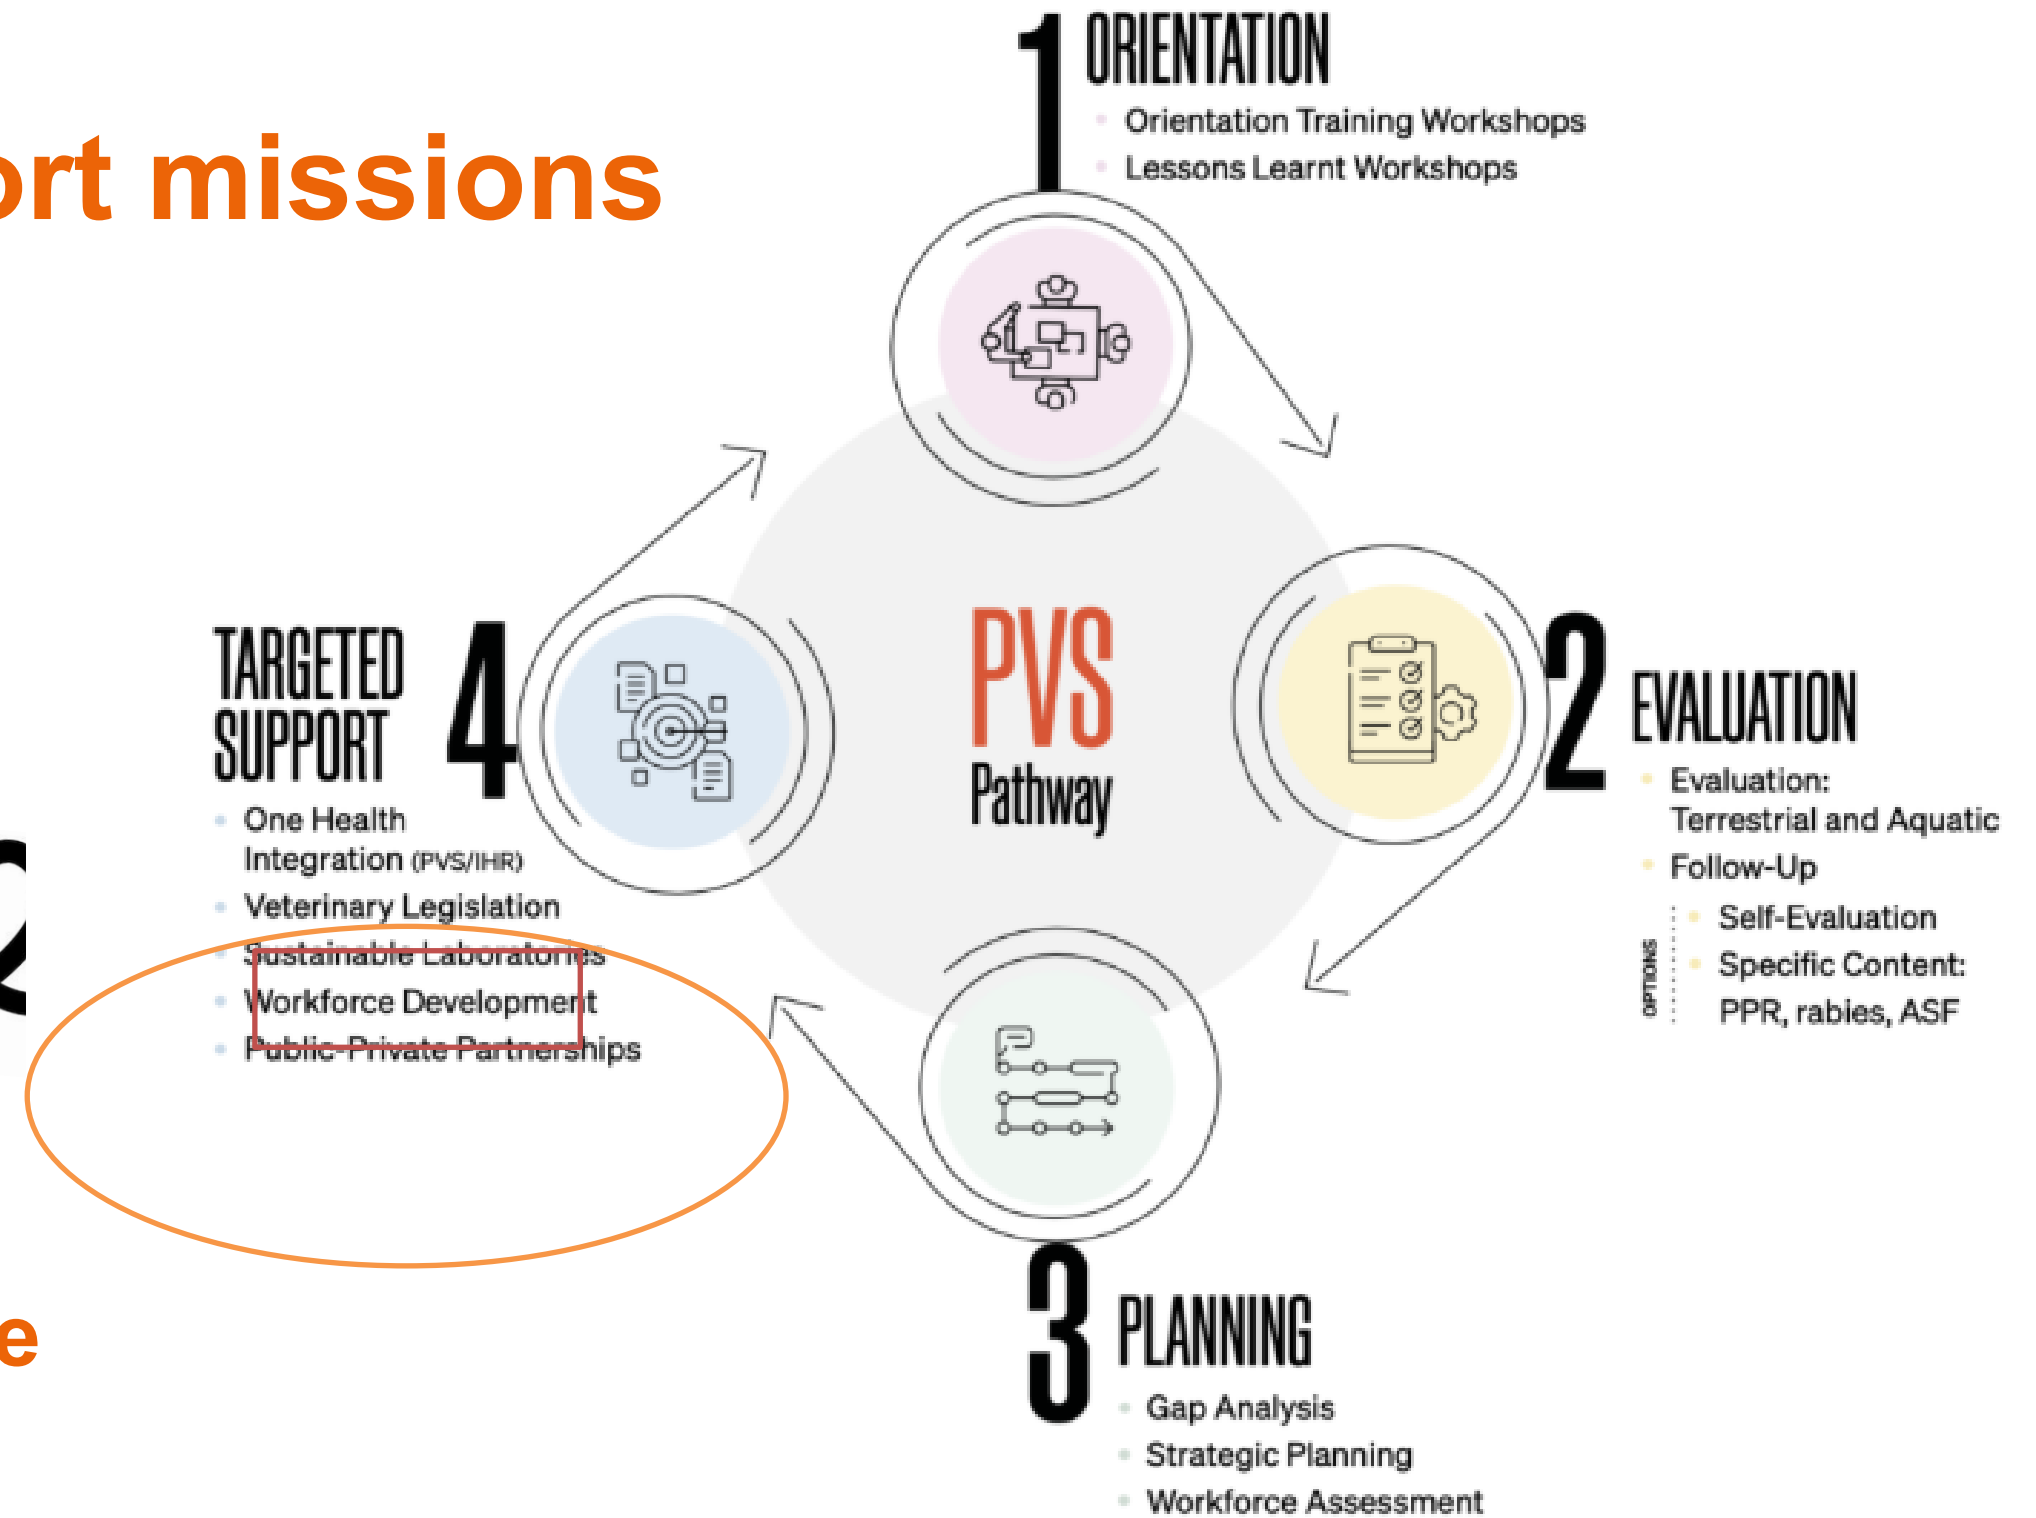 ort missions
1
ORIENTATION
Orientation Training Workshops
Lessons Learnt Workshops
PVS
Pathway
2
EVALUATION
Evaluation:
Terrestrial and Aquatic
Follow-Up
OPTIONS
Self-Evaluation
Specific Content:
PPR, rabies, ASF
3
PLANNING
Gap Analysis
Strategic Planning
Workforce Assessment
4
TARGETED
SUPPORT
One Health
Integration (PVS/IHR)
Veterinary Legislation
Sustainable Laboratories
Workforce Development
Public-Private Partnerships
e